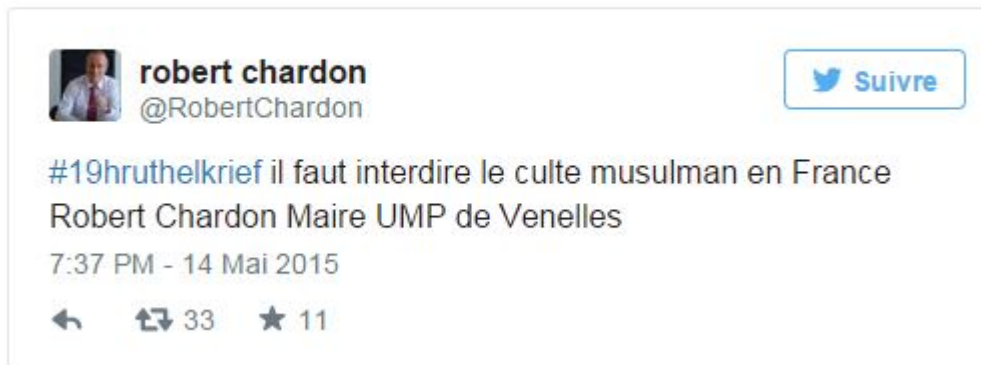 robert chardon
Suivre
@RobertChardon
#19hruthelkrief il faut interdire le culte musulman en France
Robert Chardon Maire UMP de Venelles
7:37 PM - 14 Mai 2015
33 11